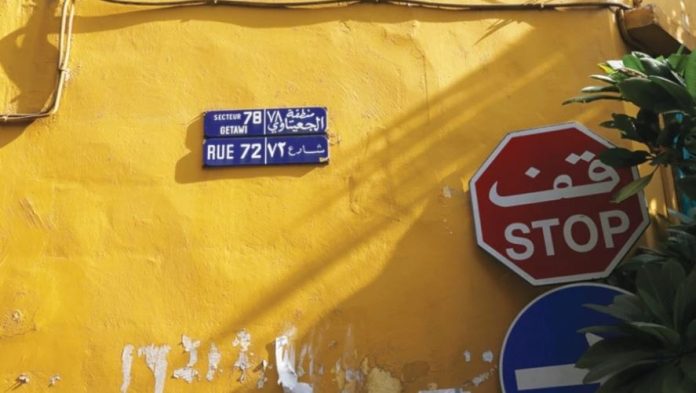 SECTEUR 78 منطقة ٧٨
GETAWI الجعيتاوي
RUE 72 شارع ٧٢
قف
STOP